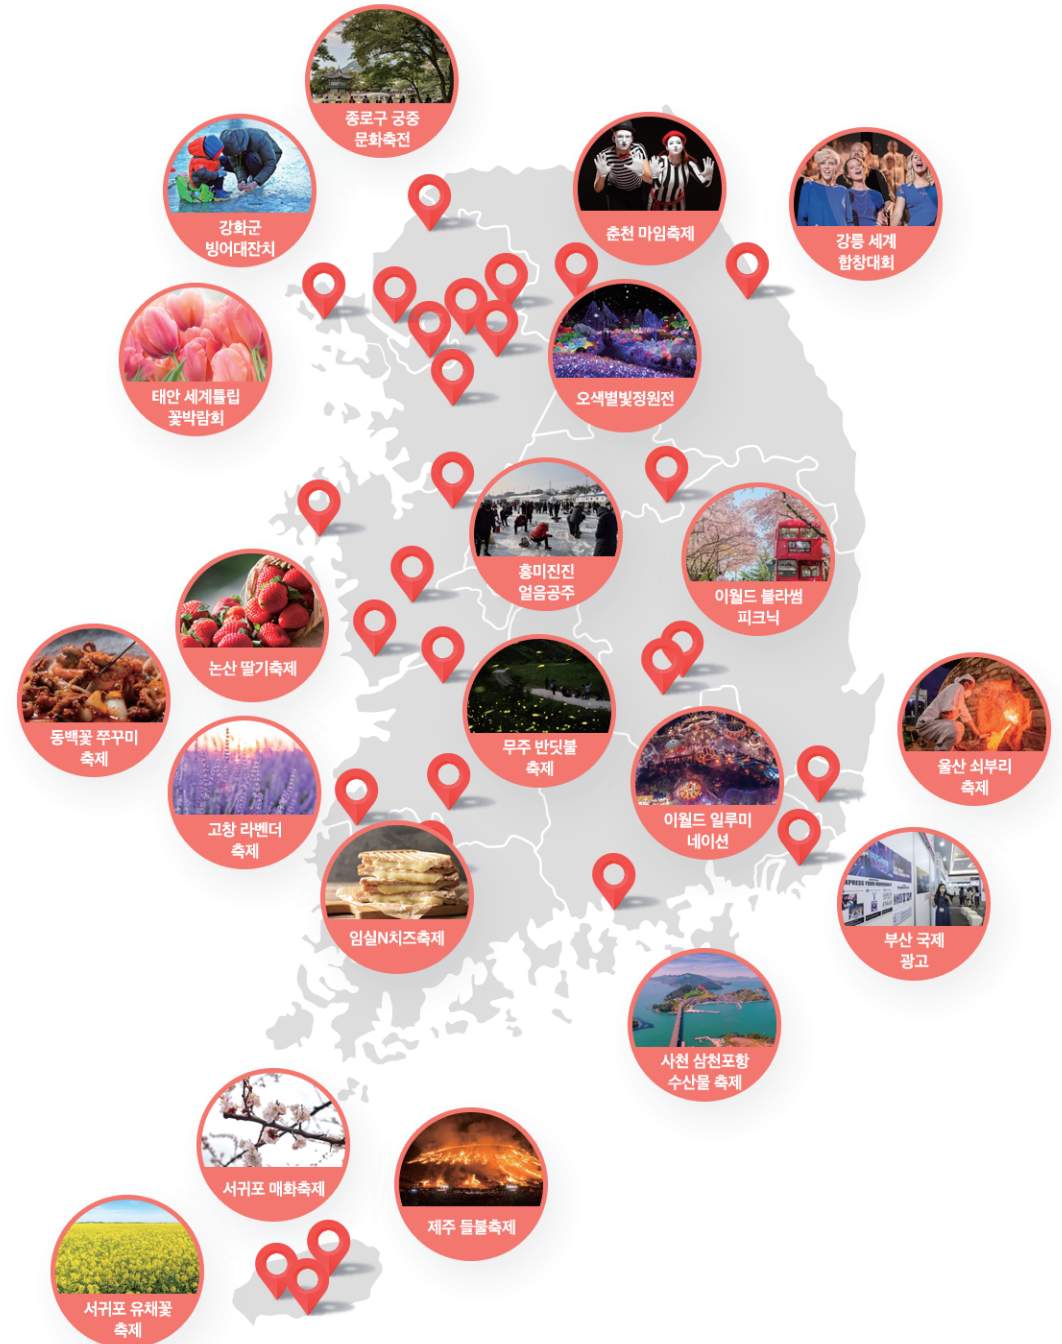 종로구 궁중
문화축전
강화군
빙어대잔치
춘천 마임축제
강릉 세계
합창대회
태안 세계튤립
꽃박람회
오색별빛정원전
흥미진진
얼음공주
이월드 블라썸
피크닉
논산 딸기축제
동백꽃 쭈꾸미
축제
무주 반딧불
축제
고창 라벤더
축제
이월드 일루미
네이션
울산 쇠부리
축제
임실N치즈축제
부산 국제
광고
사천 삼천포항
수산물 축제
서귀포 매화축제
제주 들불축제
서귀포 유채꽃
축제